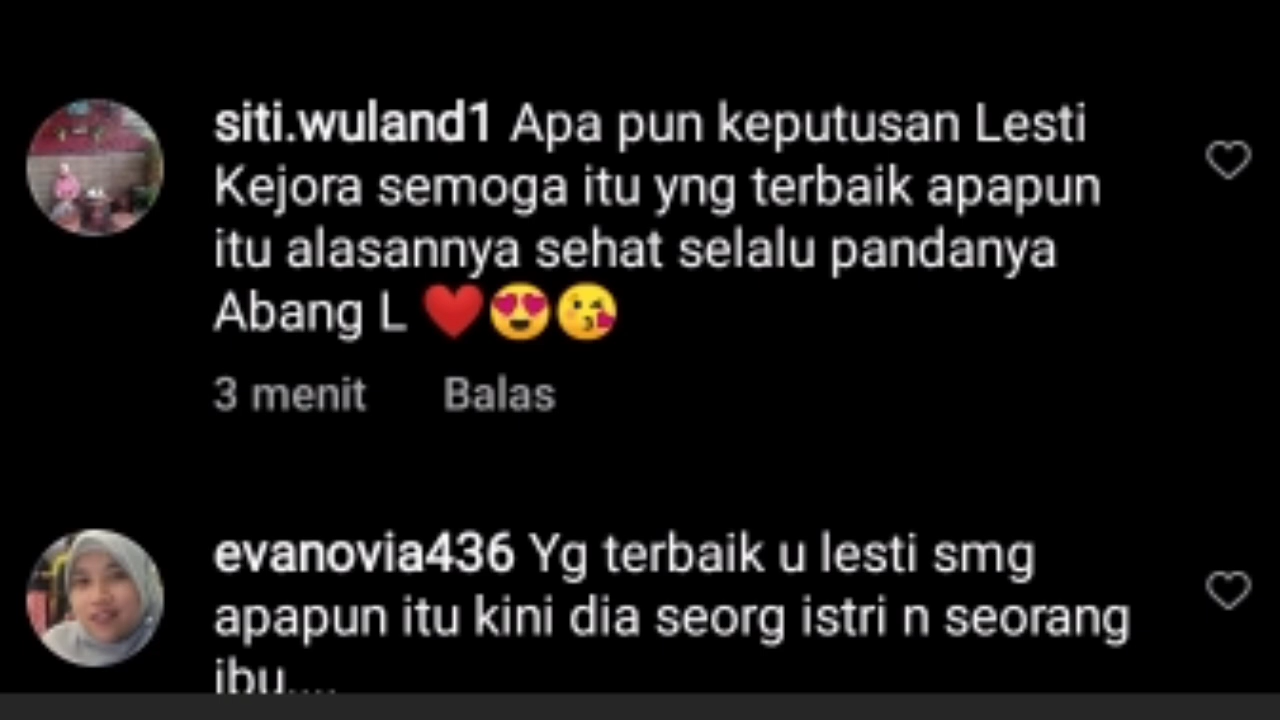 siti.wuland1 Apa pun keputusan Lesti
Kejora semoga itu yng terbaik apapun
itu alasannya sehat selalu pandanya
Abang L ❤️😍😘
3 menit Balas
evanovia436 Yg terbaik u lesti smg
apapun itu kini dia seorg istri n seorang
ibu....